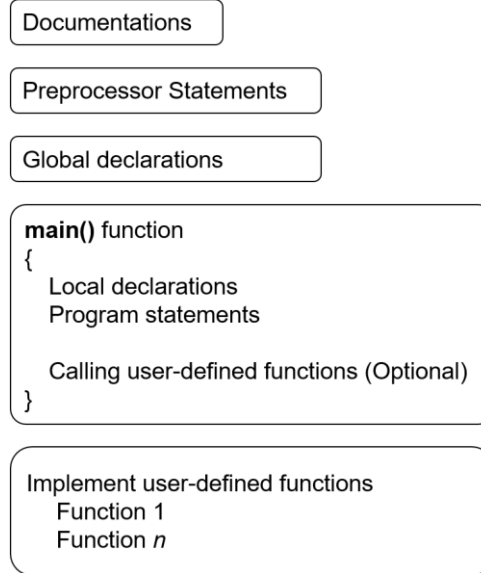 Documentations
Preprocessor Statements
Global declarations
main() function
{
Local declarations
Program statements
Calling user-defined functions (Optional)
}
Implement user-defined functions
Function 1
Function n